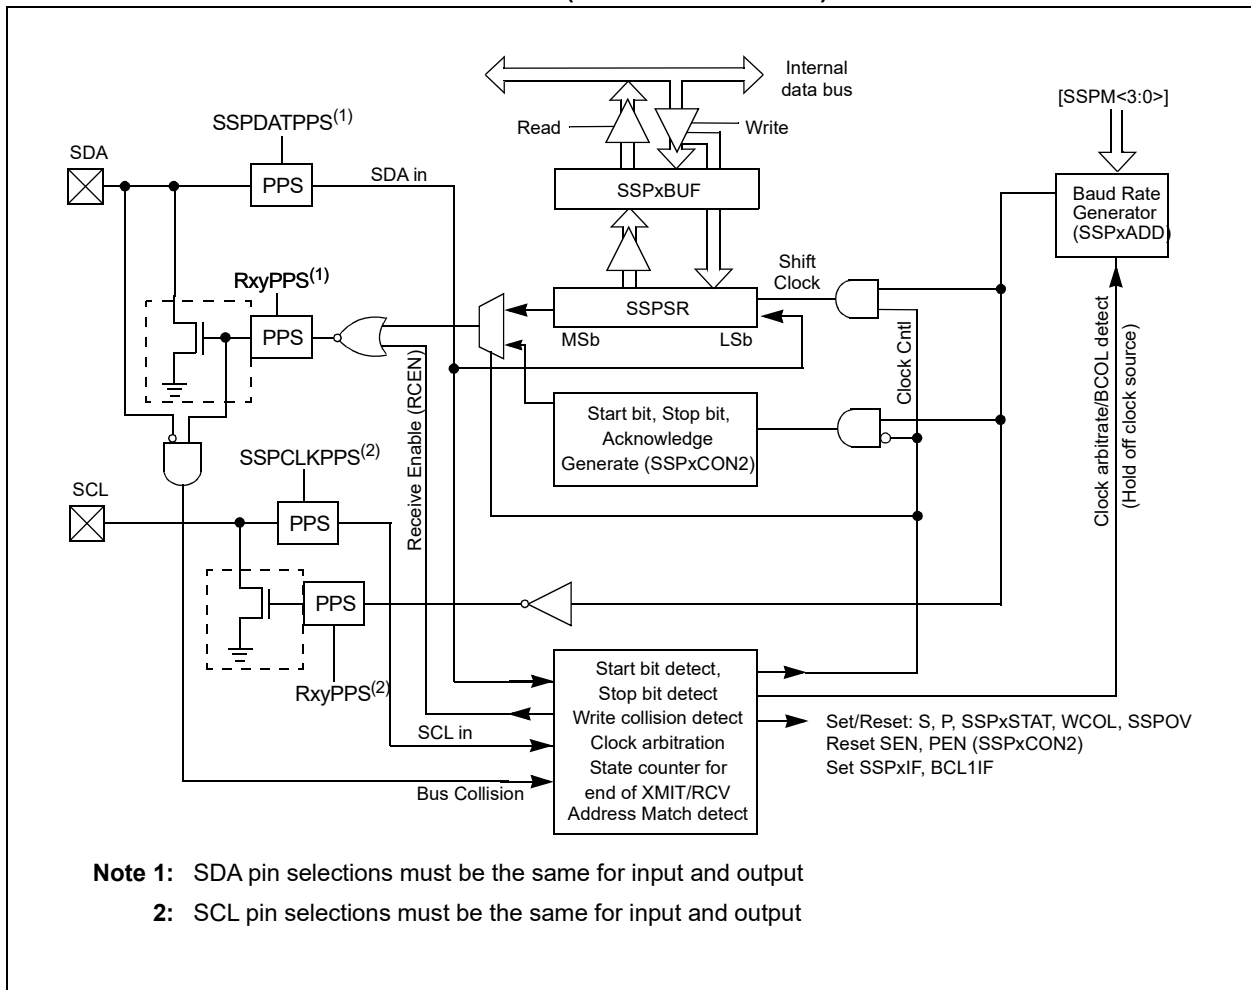 Internal
data bus
[SSPM<3:0>]
SSPDATPPS(1)
Read
Write
SDA
PPS
SDA in
SSPxBUF
Baud Rate
Generator
(SSPxADD)
RxyPPS(1)
Shift
Clock
PPS
SSPSR
MSb
LSb
Clock Cntl
Receive Enable (RCEN)
Clock arbitrate/BCOL detect
(Hold off clock source)
Start bit, Stop bit,
Acknowledge
Generate (SSPxCON2)
SSPCLKPPS(2)
SCL
PPS
PPS
RxyPPS(2)
Start bit detect,
Stop bit detect
Write collision detect
Clock arbitration
State counter for
end of XMIT/RCV
Address Match detect
SCL in
Bus Collision
Set/Reset: S, P, SSPxSTAT, WCOL, SSPOV
Reset SEN, PEN (SSPxCON2)
Set SSPxIF, BCL1IF
Note 1: SDA pin selections must be the same for input and output
2: SCL pin selections must be the same for input and output